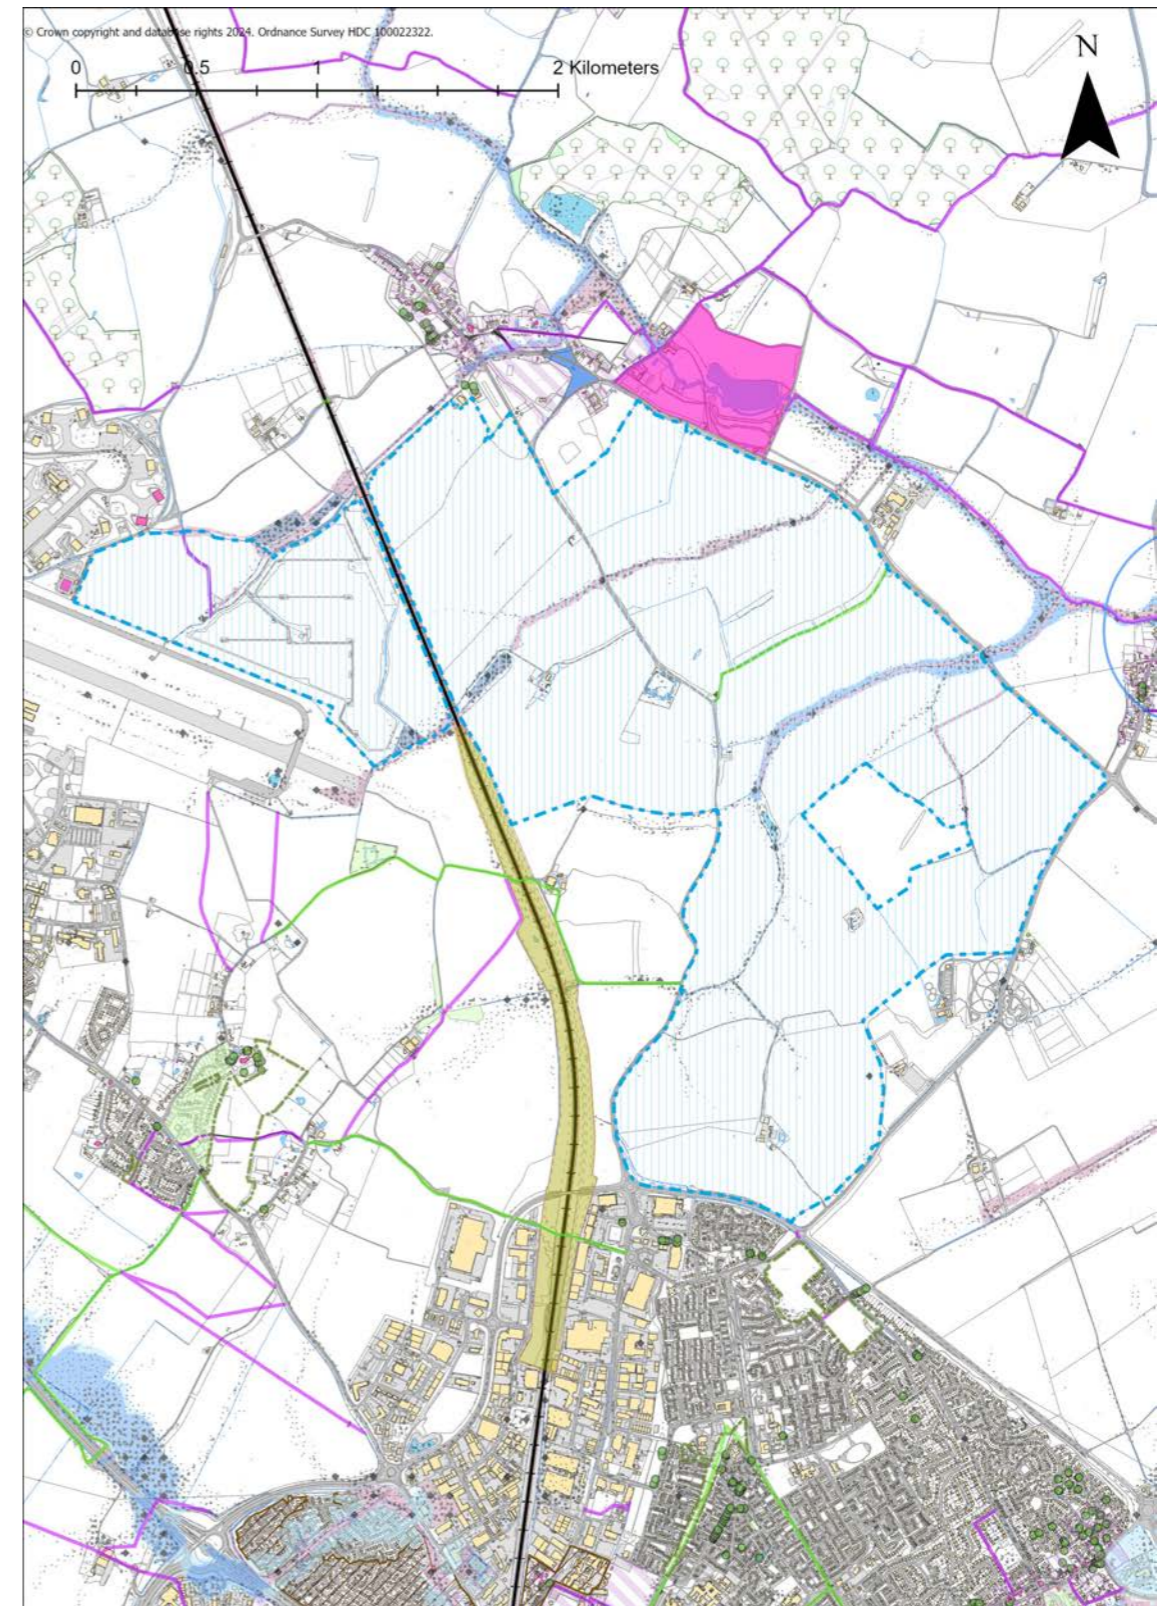 © Crown copyright and database rights 2024. Ordnance Survey HDC 100022322.
0 0.5 1 2 Kilometers
N